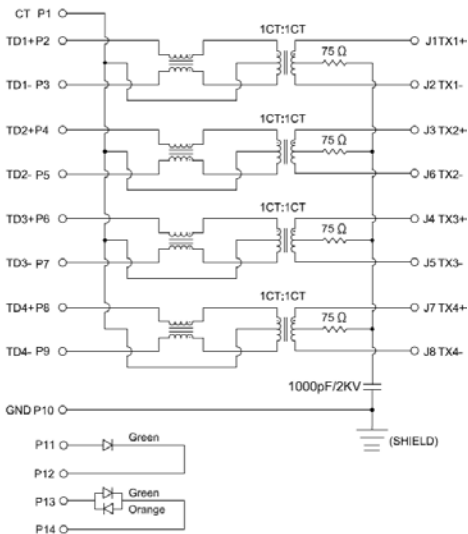 CT P1
1CT:1CT
TD1+ P2
J1 TX1+
75 Ω
TD1- P3
J2 TX1-
1CT:1CT
TD2+ P4
J3 TX2+
75 Ω
TD2- P5
J6 TX2-
1CT:1CT
TD3+ P6
J4 TX3+
75 Ω
TD3- P7
J5 TX3-
1CT:1CT
TD4+ P8
J7 TX4+
75 Ω
TD4- P9
J8 TX4-
1000pF/2KV
GND P10
(SHIELD)
P11
Green
P12
P13
Green
Orange
P14